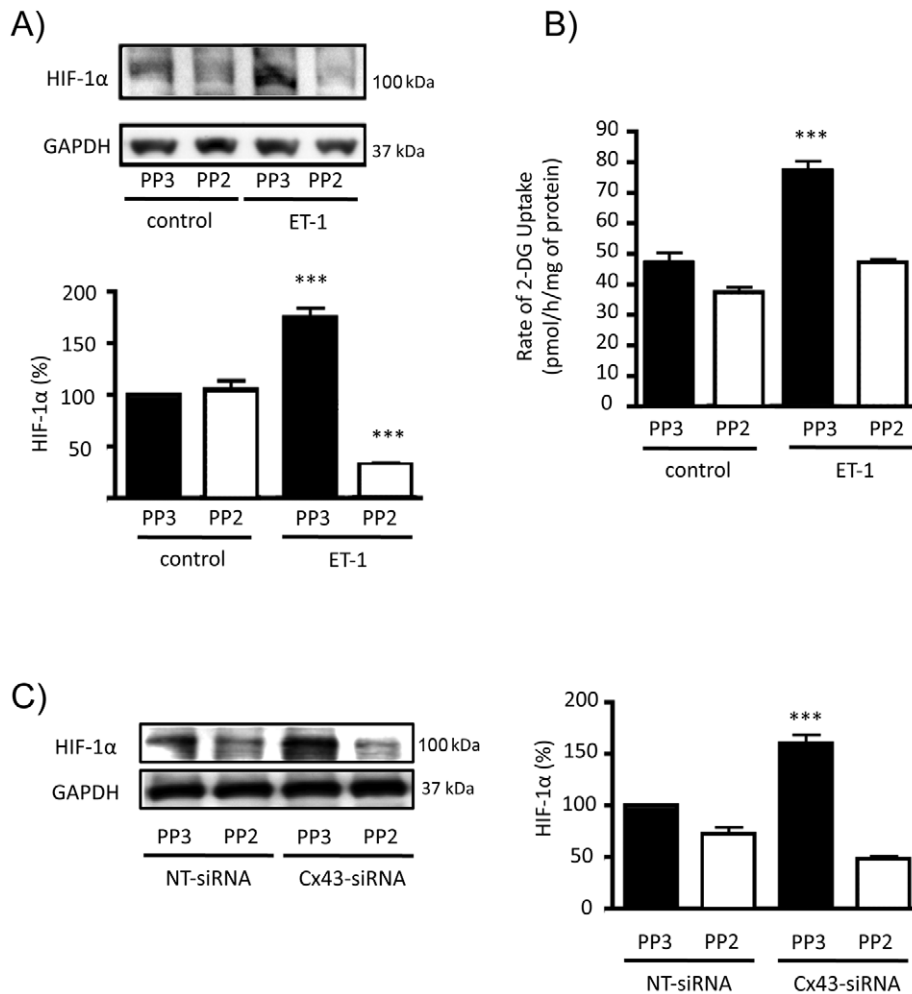 A)
HIF-1α
100 kDa
GAPDH
37 kDa
PP3 PP2 PP3 PP2
control ET-1
HIF-1α (%)
200
150
100
50
***
***
PP3 PP2 PP3 PP2
control ET-1
B)
Rate of 2-DG Uptake
(pmol/h/mg of protein)
90
80
70
60
50
40
30
20
10
0
***
PP3 PP2 PP3 PP2
control ET-1
C)
HIF-1α
100 kDa
GAPDH
37 kDa
PP3 PP2 PP3 PP2
NT-siRNA Cx43-siRNA
HIF-1α (%)
200
150
100
50
0
***
PP3 PP2 PP3 PP2
NT-siRNA Cx43-siRNA